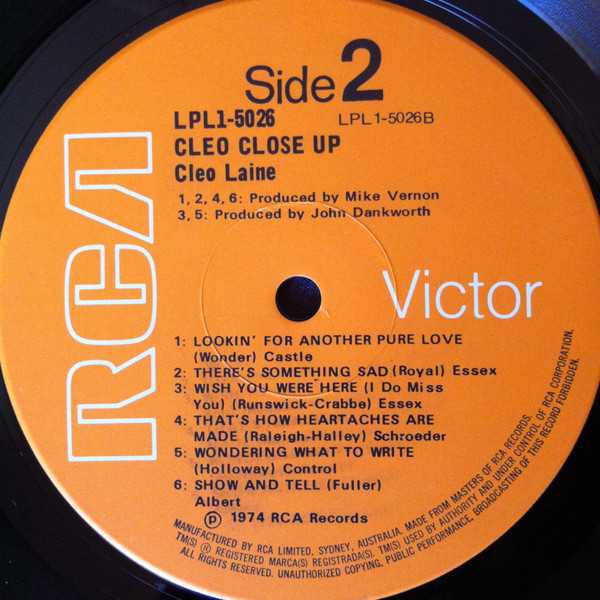 Side 2
LPL1-5026 LPL1-5026B
CLEO CLOSE UP
Cleo Laine
1, 2, 4, 6: Produced by Mike Vernon
3, 5: Produced by John Dankworth
RCA
Victor
1: LOOKIN' FOR ANOTHER PURE LOVE
(Wonder) Castle
2: THERE'S SOMETHING SAD (Royal) Essex
3: WISH YOU WERE HERE (I Do Miss
You) (Runswick-Crabbe) Essex
4: THAT'S HOW HEARTACHES ARE
MADE (Raleigh-Halley) Schroeder
5: WONDERING WHAT TO WRITE
(Holloway) Control
6: SHOW AND TELL (Fuller)
Albert
℗ 1974 RCA Records
MANUFACTURED BY RCA LIMITED, SYDNEY, AUSTRALIA. MADE FROM MASTERS OF RCA RECORDS.
TM(S) ® REGISTERED MARCA(S) REGISTRADA(S). TM(S) USED BY AUTHORITY AND UNDER CONTROL OF RCA CORPORATION.
ALL RIGHTS RESERVED. UNAUTHORIZED COPYING, PUBLIC PERFORMANCE, BROADCASTING OF THIS RECORD FORBIDDEN.